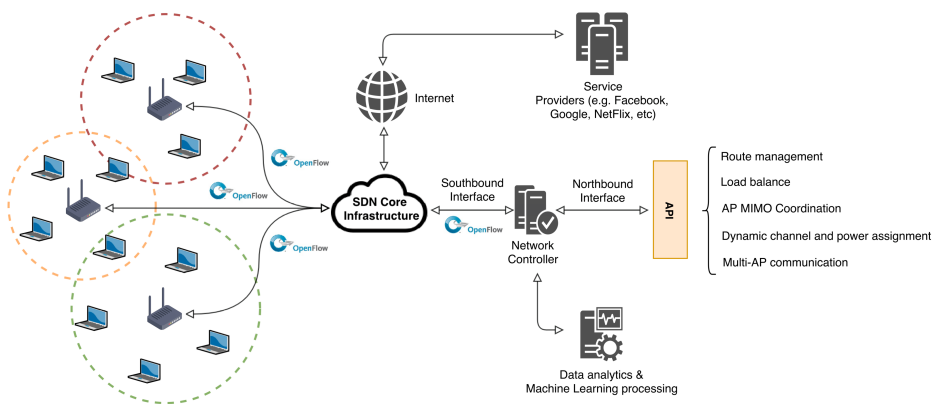 Service
Providers (e.g. Facebook,
Google, NetFlix, etc)
Internet
OpenFlow
OpenFlow
OpenFlow
SDN Core
Infrastructure
Southbound
Interface
OpenFlow
Network
Controller
Northbound
Interface
API
Route management
Load balance
AP MIMO Coordination
Dynamic channel and power assignment
Multi-AP communication
Data analytics &
Machine Learning processing